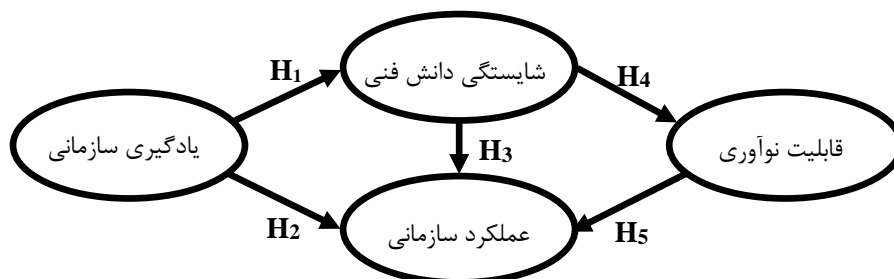 شایستگی دانش فنی
H1
H4
یادگیری سازمانی
قابلیت نوآوری
H3
H2
عملکرد سازمانی
H5